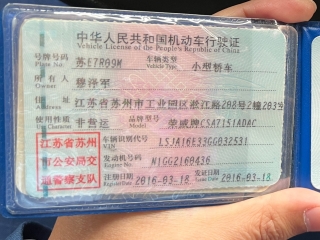 中华人民共和国机动车行驶证
Vehicle License of the People's Republic of China
号牌号码 苏E7R09M 车辆类型 小型轿车
Plate No. Vehicle Type
所有人 穆泽军
Owner
住址 江苏省苏州市工业园区淞江路208号2幢203室
Address
使用性质 非营运 品牌型号 荣威牌CSA7151ADAC
Use Character Model
江苏省苏州
市公安局交
通警察支队
车辆识别代号 LSJA16E33GG032531
VIN
发动机号码 N1GG2160436
Engine No.
注册日期 2016-03-18 发证日期 2016-03-18
Register Date Issue Date